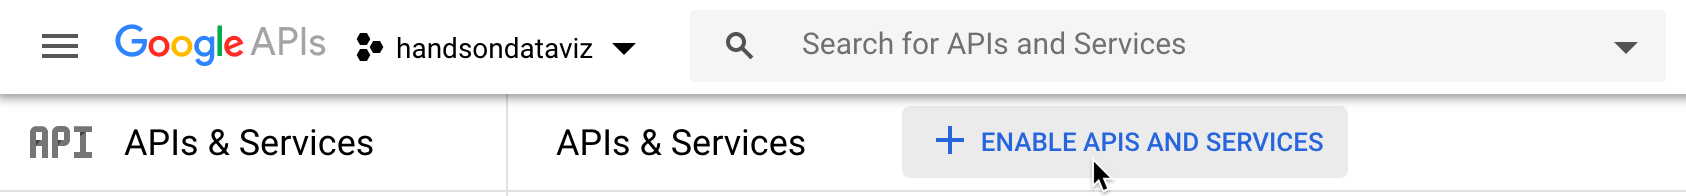 Google APIs handsondataviz Search for APIs and Services
API APIs & Services APIs & Services + ENABLE APIS AND SERVICES